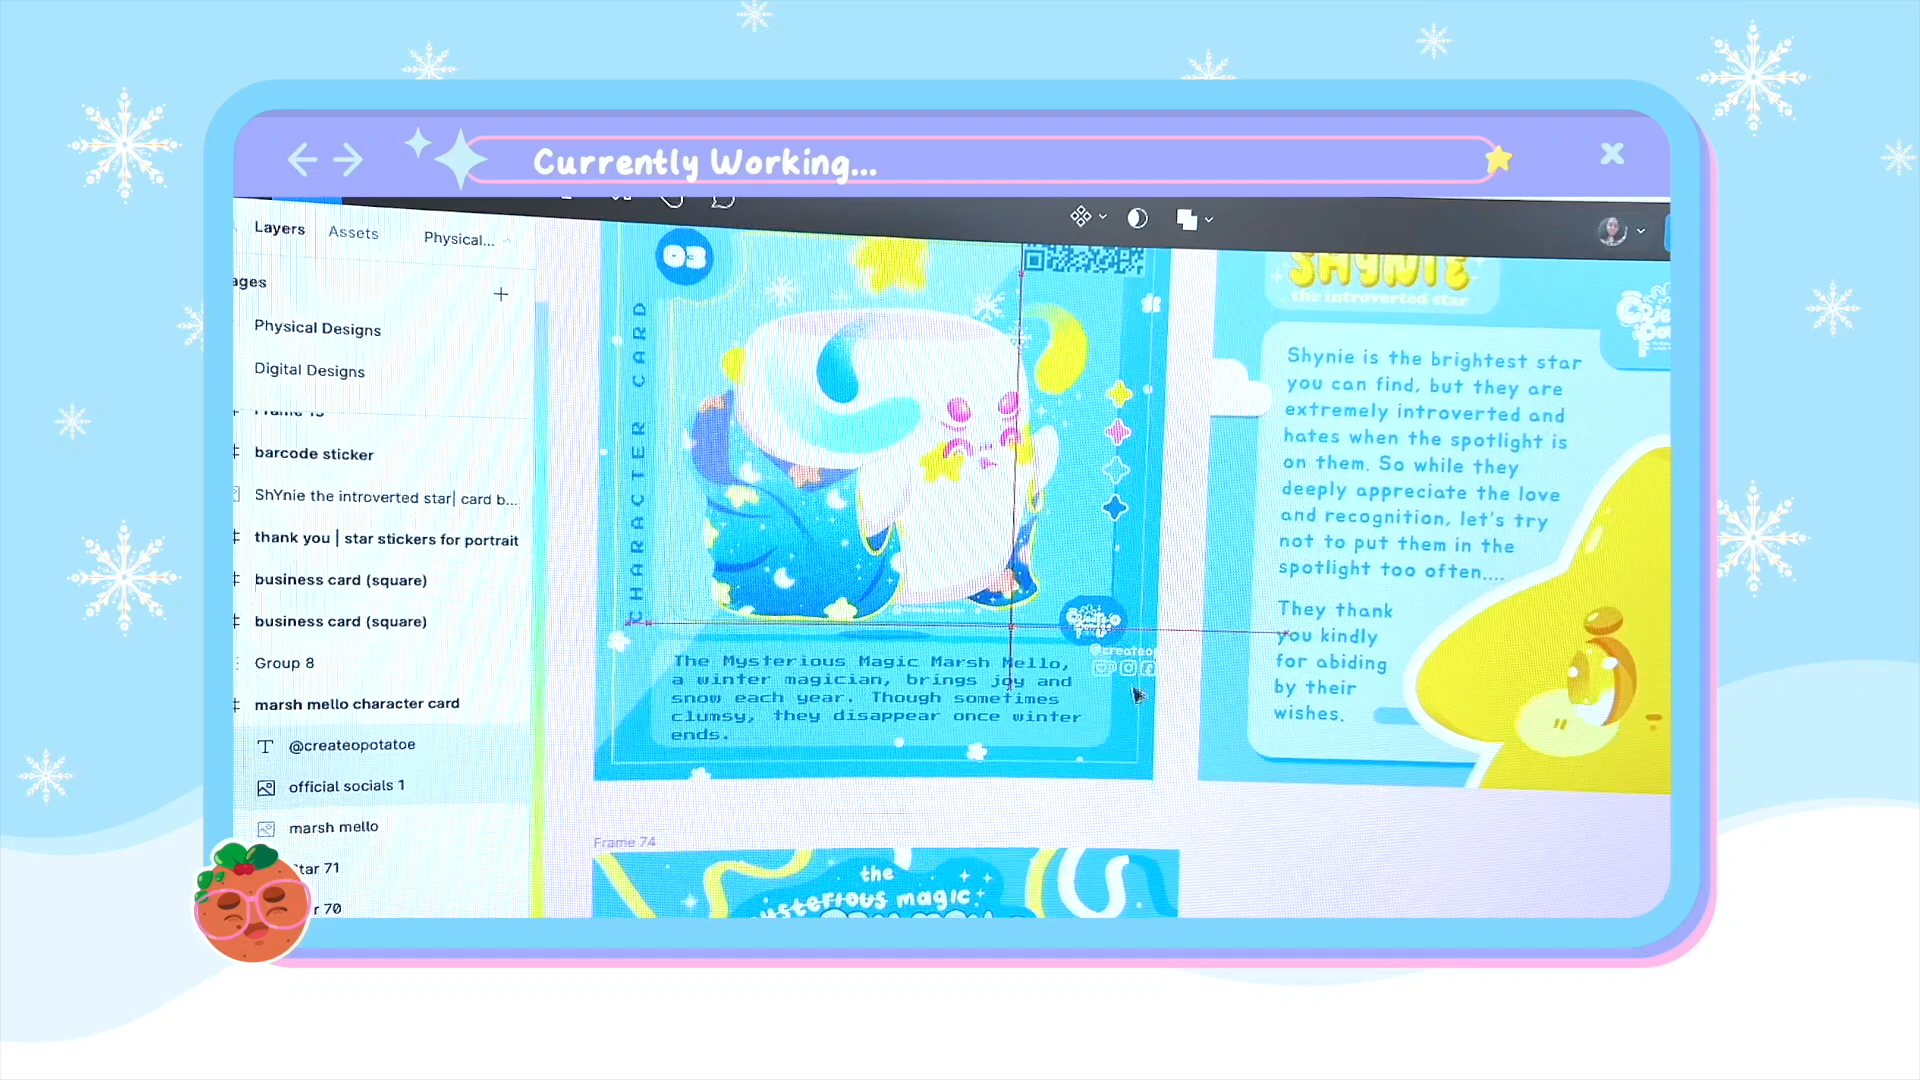 Currently Working...
Layers
Assets
Physical...
ages
Physical Designs
Digital Designs
barcode sticker
ShYnie the introverted star| card b...
thank you | star stickers for portrait
business card (square)
business card (square)
Group 8
marsh mello character card
@createopotatoe
official socials 1
marsh mello
tar 71
r 70
03
CHARACTER CARD
The Mysterious Magic Marsh Mello,
a winter magician, brings joy and
snow each year. Though sometimes
clumsy, they disappear once winter
ends.
@createop
Frame 74
the
ysterious magic
SHYNIE
the introverted star
Shynie is the brightest star
you can find, but they are
extremely introverted and
hates when the spotlight is
on them. So while they
deeply appreciate the love
and recognition, let's try
not to put them in the
spotlight too often....
They thank
you kindly
for abiding
by their
wishes.